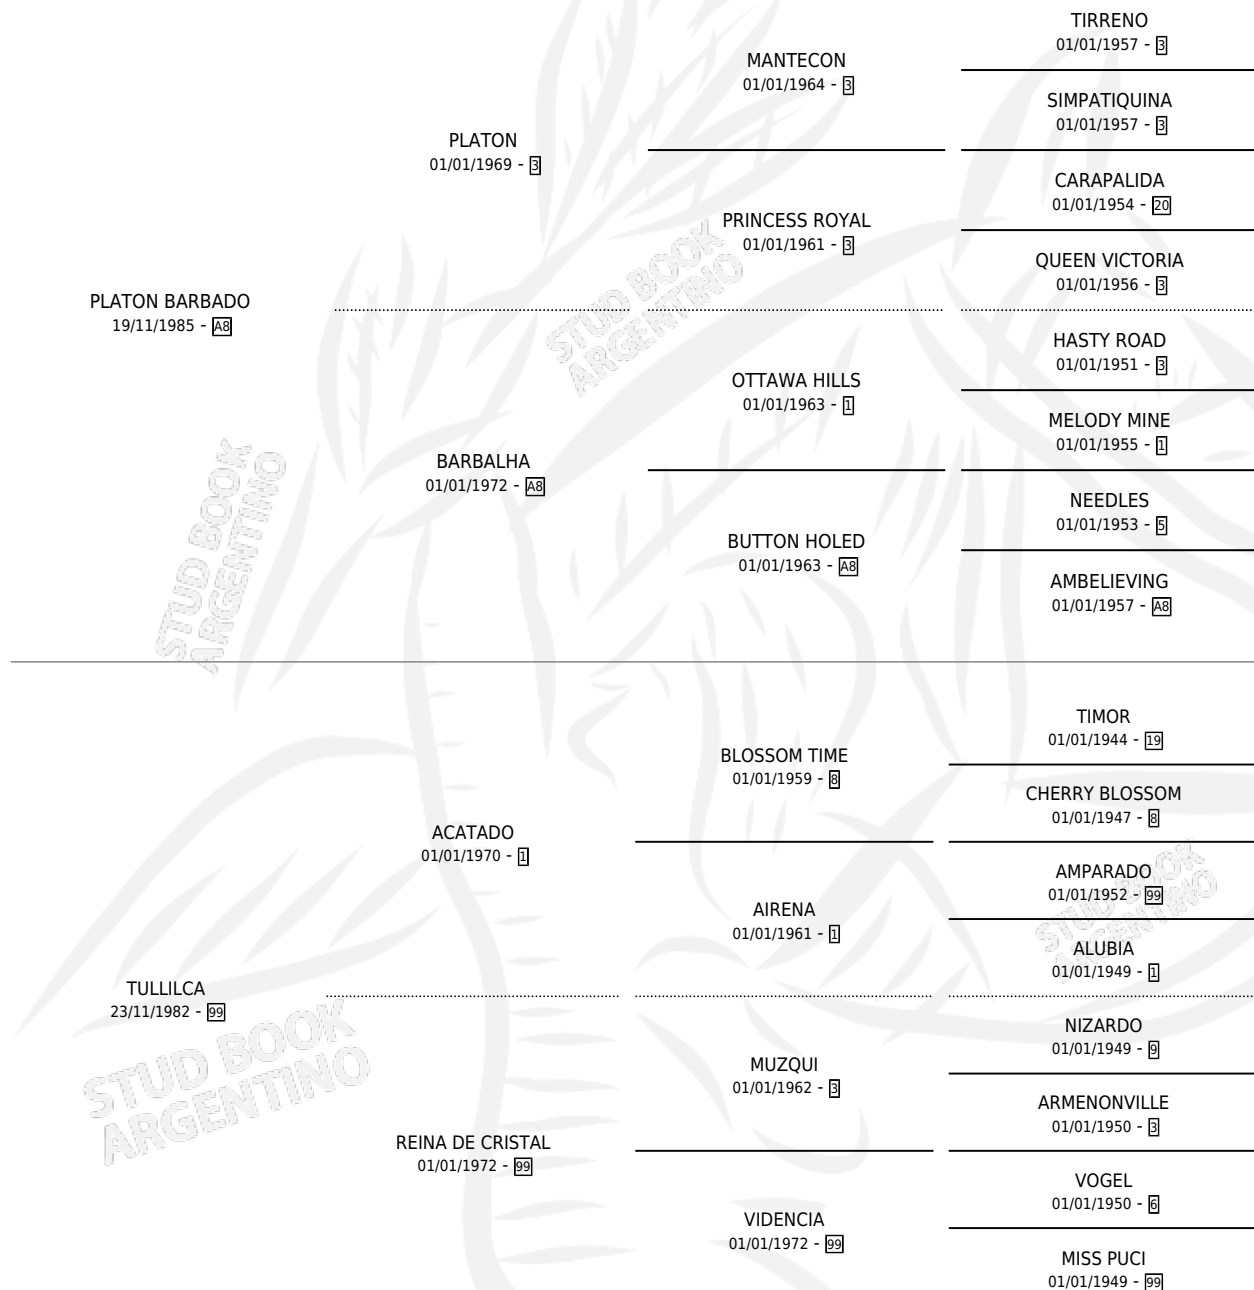 TIRRENO
01/01/1957 - 3
MANTECON
01/01/1964 - 3
SIMPATIQUINA
01/01/1957 - 3
PLATON
01/01/1969 - 3
CARAPALIDA
01/01/1954 - 20
PRINCESS ROYAL
01/01/1961 - 3
QUEEN VICTORIA
01/01/1956 - 3
PLATON BARBADO
19/11/1985 - A8
HASTY ROAD
01/01/1951 - 3
OTTAWA HILLS
01/01/1963 - 1
MELODY MINE
01/01/1955 - 1
BARBALHA
01/01/1972 - A8
NEEDLES
01/01/1953 - 5
BUTTON HOLED
01/01/1963 - A8
AMBELIEVING
01/01/1957 - A8
TIMOR
01/01/1944 - 19
BLOSSOM TIME
01/01/1959 - 8
CHERRY BLOSSOM
01/01/1947 - 8
ACATADO
01/01/1970 - 1
AMPARADO
01/01/1952 - 99
AIRENA
01/01/1961 - 1
ALUBIA
01/01/1949 - 1
TULLILCA
23/11/1982 - 99
NIZARDO
01/01/1949 - 9
MUZQUI
01/01/1962 - 3
ARMENONVILLE
01/01/1950 - 3
REINA DE CRISTAL
01/01/1972 - 99
VOGEL
01/01/1950 - 6
VIDENCIA
01/01/1972 - 99
MISS PUCI
01/01/1949 - 99
STUD BOOK
ARGENTINO
STUD BOOK
ARGENTINO
STUD BOOK
ARGENTINO
STUD BOOK
ARGENTINO